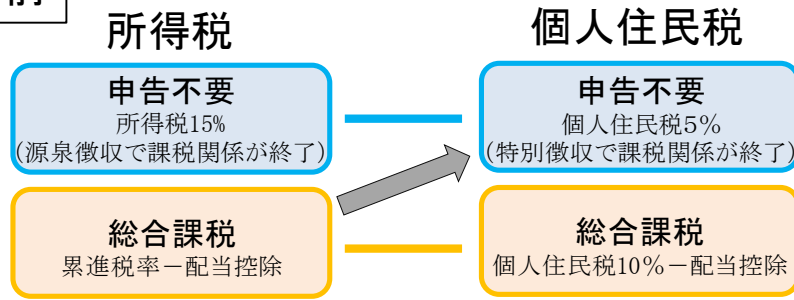 所得税
個人住民税
申告不要
所得税15%
(源泉徴収で課税関係が終了)
申告不要
個人住民税5%
(特別徴収で課税関係が終了)
総合課税
累進税率－配当控除
総合課税
個人住民税10%－配当控除